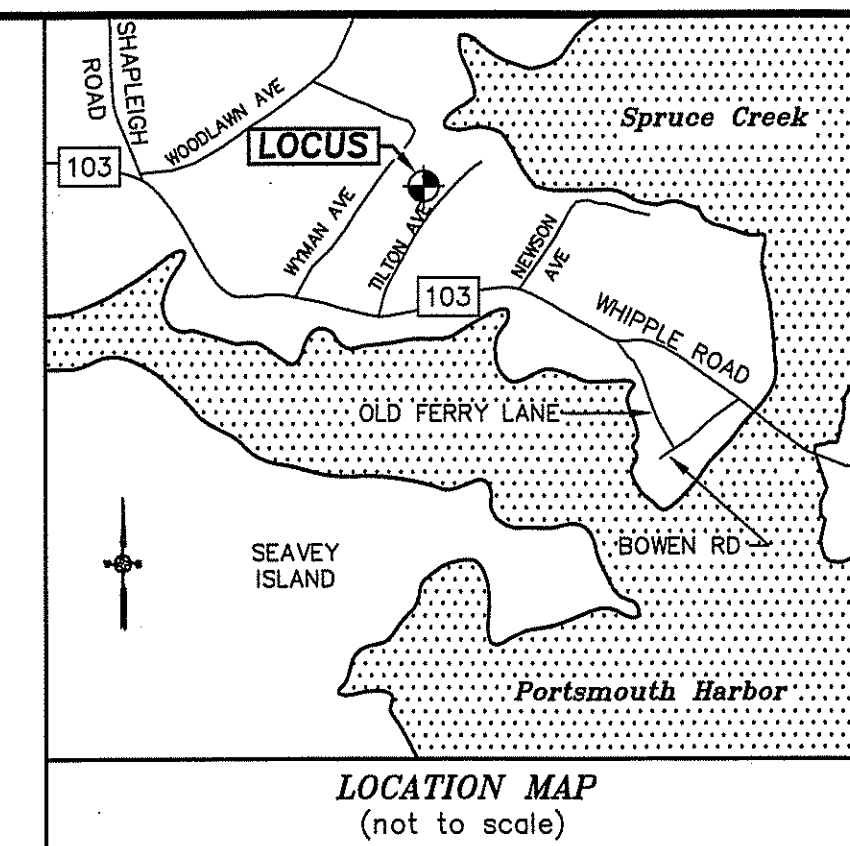 SHAPLEIGH
ROAD
WOODLAWN AVE
Spruce Creek
LOCUS
103
WYMAN AVE
TILTON AVE
NEWSON
AVE
103
WHIPPLE ROAD
OLD FERRY LANE
SEAVEY
ISLAND
BOWEN RD
Portsmouth Harbor
LOCATION MAP
(not to scale)